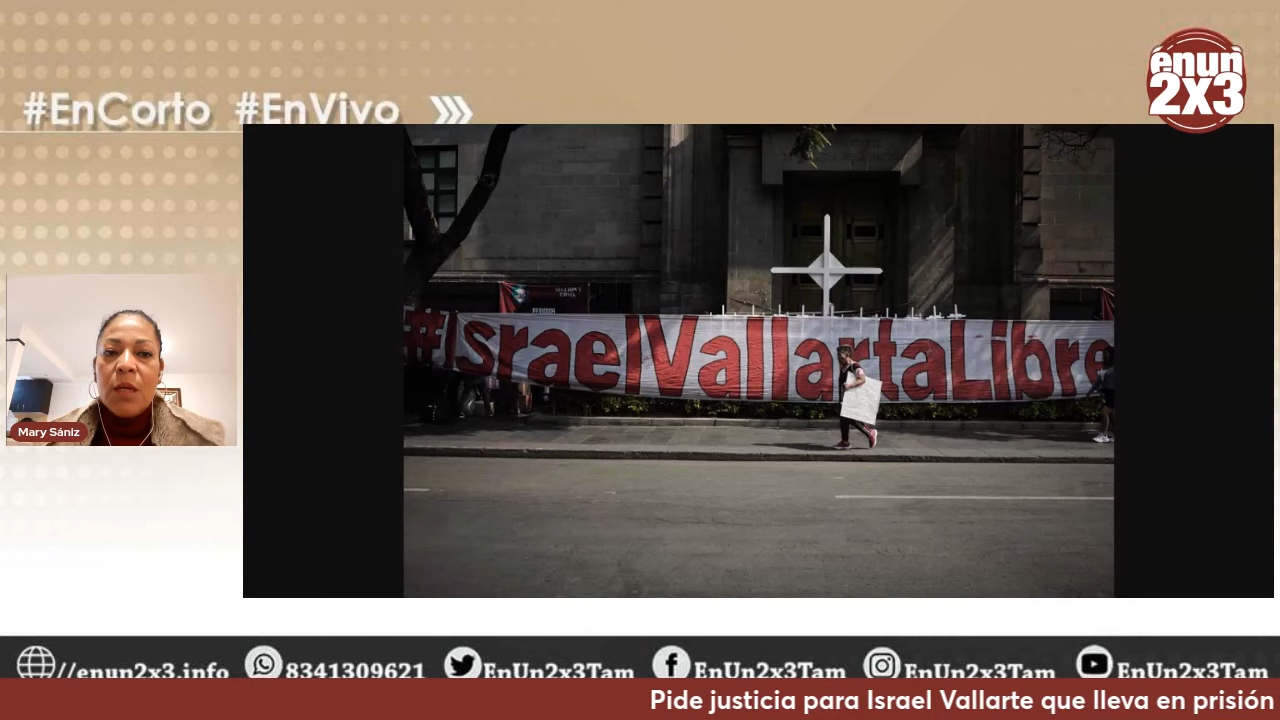 #EnCorto #EnVivo
énun
2x3
#IsraelVallartaLibre
Mary Sániz
//enun2x3.info
8341309621
EnUn2x3Tam
EnUn2x3Tam
EnUn2x3Tam
EnUn2x3Tam
Pide justicia para Israel Vallarte que lleva en prisión